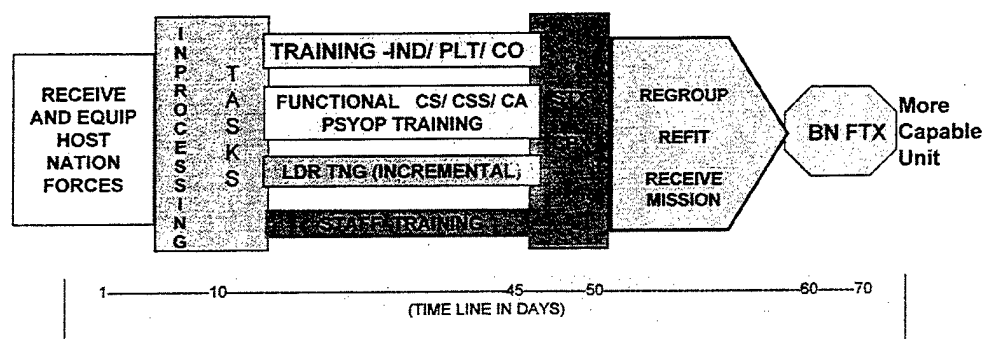 RECEIVE
AND EQUIP
HOST
NATION
FORCES
INPROCESSING
TASKS
TRAINING -IND/ PLT/ CO
FUNCTIONAL CS/ CSS/ CA
PSYOP TRAINING
LDR TNG (INCREMENTAL)
STAFF TRAINING
REGROUP
REFIT
RECEIVE
MISSION
BN FTX
More
Capable
Unit
1 10 45 50 60 70
(TIME LINE IN DAYS)